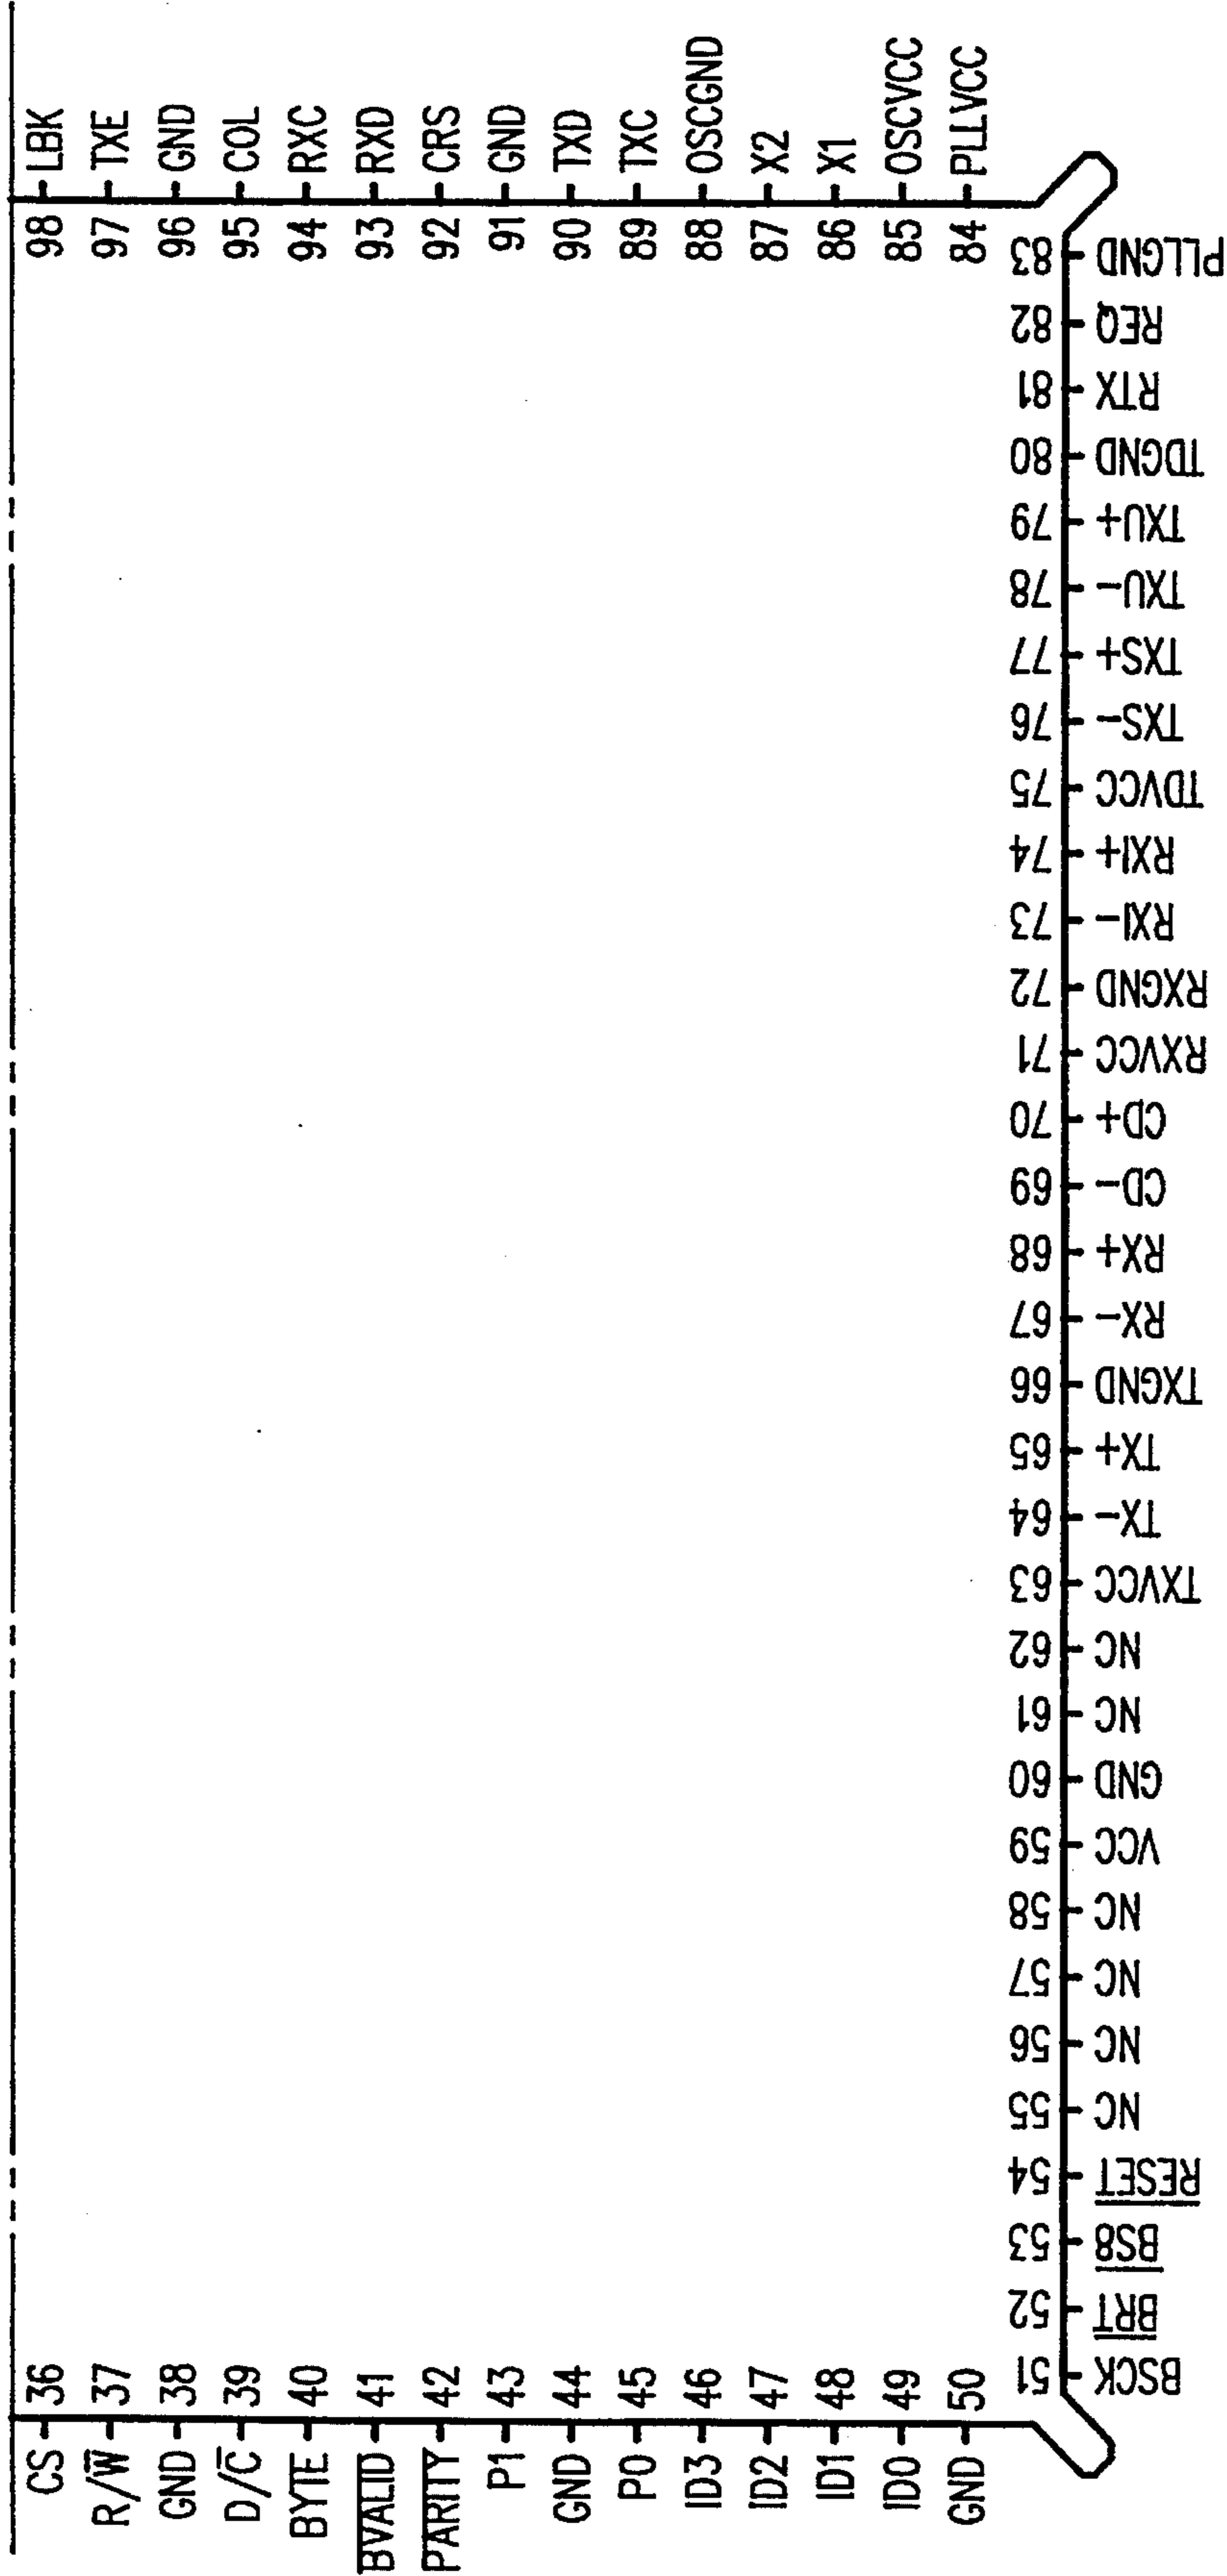 CS 36
R/W̅ 37
GND 38
D/C̅ 39
BYTE 40
B̅V̅A̅L̅I̅D̅ 41
P̅A̅R̅I̅T̅Y̅ 42
P1 43
GND 44
P0 45
ID3 46
ID2 47
ID1 48
ID0 49
GND 50
51 BSCK
52 B̅R̅T̅
53 B̅S̅8̅
54 R̅E̅S̅E̅T̅
55 NC
56 NC
57 NC
58 NC
59 VCC
60 GND
61 NC
62 NC
63 TXVCC
64 TX-
65 TX+
66 TXGND
67 RX-
68 RX+
69 CD-
70 CD+
71 RXVCC
72 RXGND
73 RXI-
74 RXI+
75 TDVCC
76 TXS-
77 TXS+
78 TXU-
79 TXU+
80 TDGND
81 RTX
82 REQ
83 PLLGND
98 LBK
97 TXE
96 GND
95 COL
94 RXC
93 RXD
92 CRS
91 GND
90 TXD
89 TXC
88 OSCGND
87 X2
86 X1
85 OSCVCC
84 PLLVCC